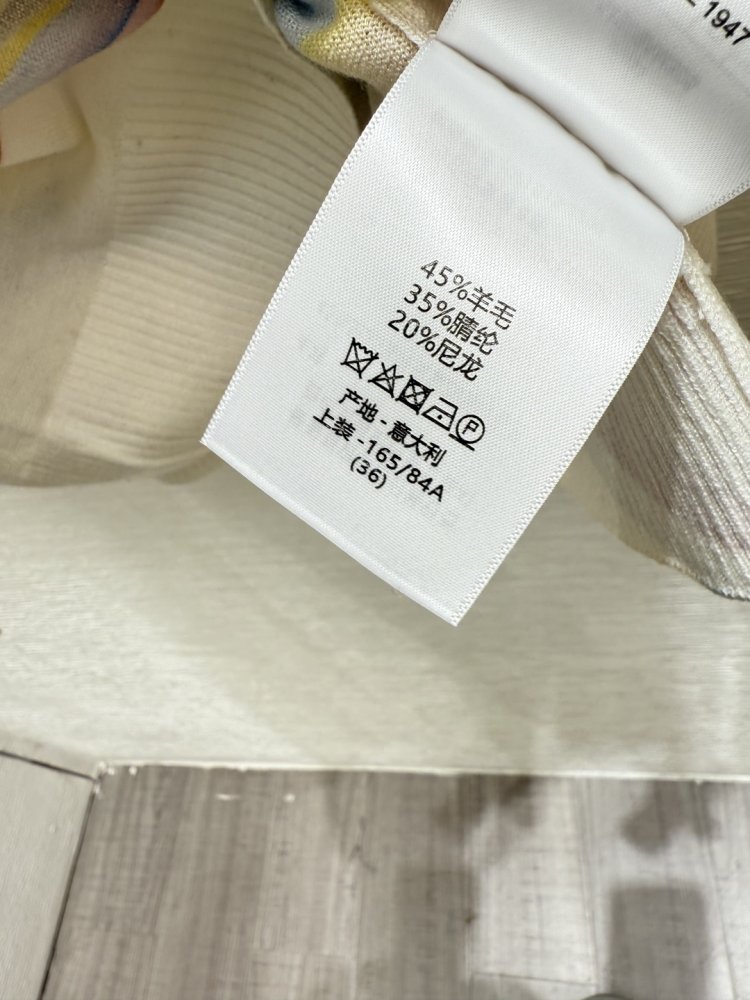 1947
45%羊毛
35%腈纶
20%尼龙
P
产地 - 意大利
上装 -165/84A
(36)